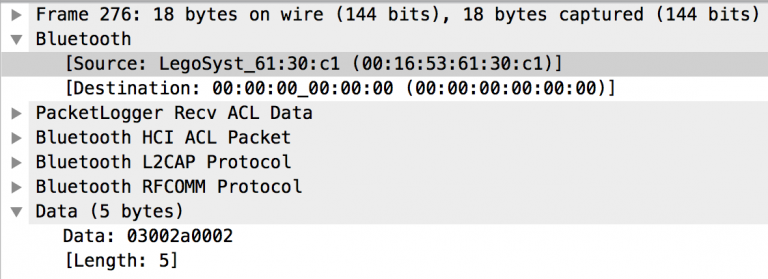 Frame 276: 18 bytes on wire (144 bits), 18 bytes captured (144 bits)
Bluetooth
[Source: LegoSyst_61:30:c1 (00:16:53:61:30:c1)]
[Destination: 00:00:00_00:00:00 (00:00:00:00:00:00)]
PacketLogger Recv ACL Data
Bluetooth HCI ACL Packet
Bluetooth L2CAP Protocol
Bluetooth RFCOMM Protocol
Data (5 bytes)
Data: 03002a0002
[Length: 5]